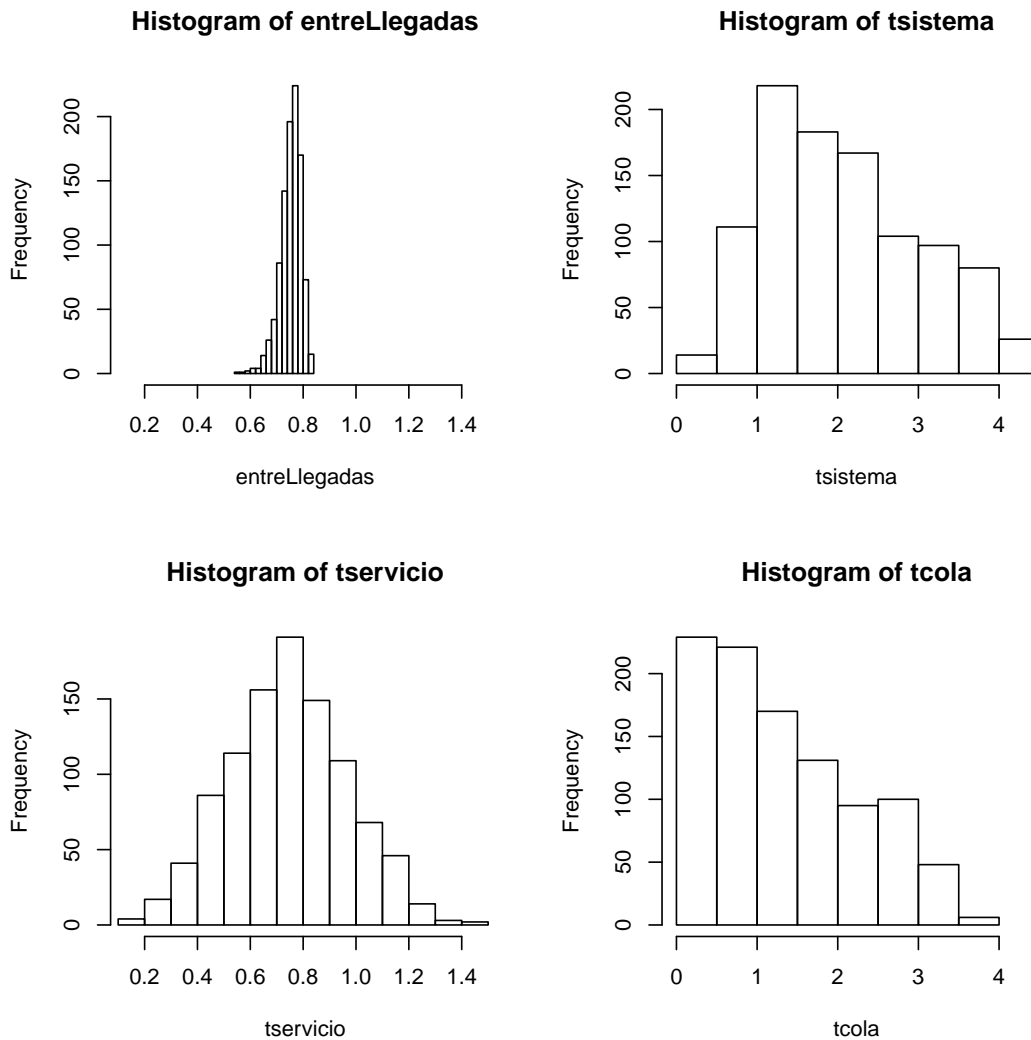 Histogram of entreLlegadas
Frequency
0 50 100 150 200
0.2 0.4 0.6 0.8 1.0 1.2 1.4
entreLlegadas
Histogram of tsistema
Frequency
0 50 100 150 200
0 1 2 3 4
tsistema
Histogram of tservicio
Frequency
0 50 100 150
0.2 0.4 0.6 0.8 1.0 1.2 1.4
tservicio
Histogram of tcola
Frequency
0 50 100 150 200
0 1 2 3 4
tcola